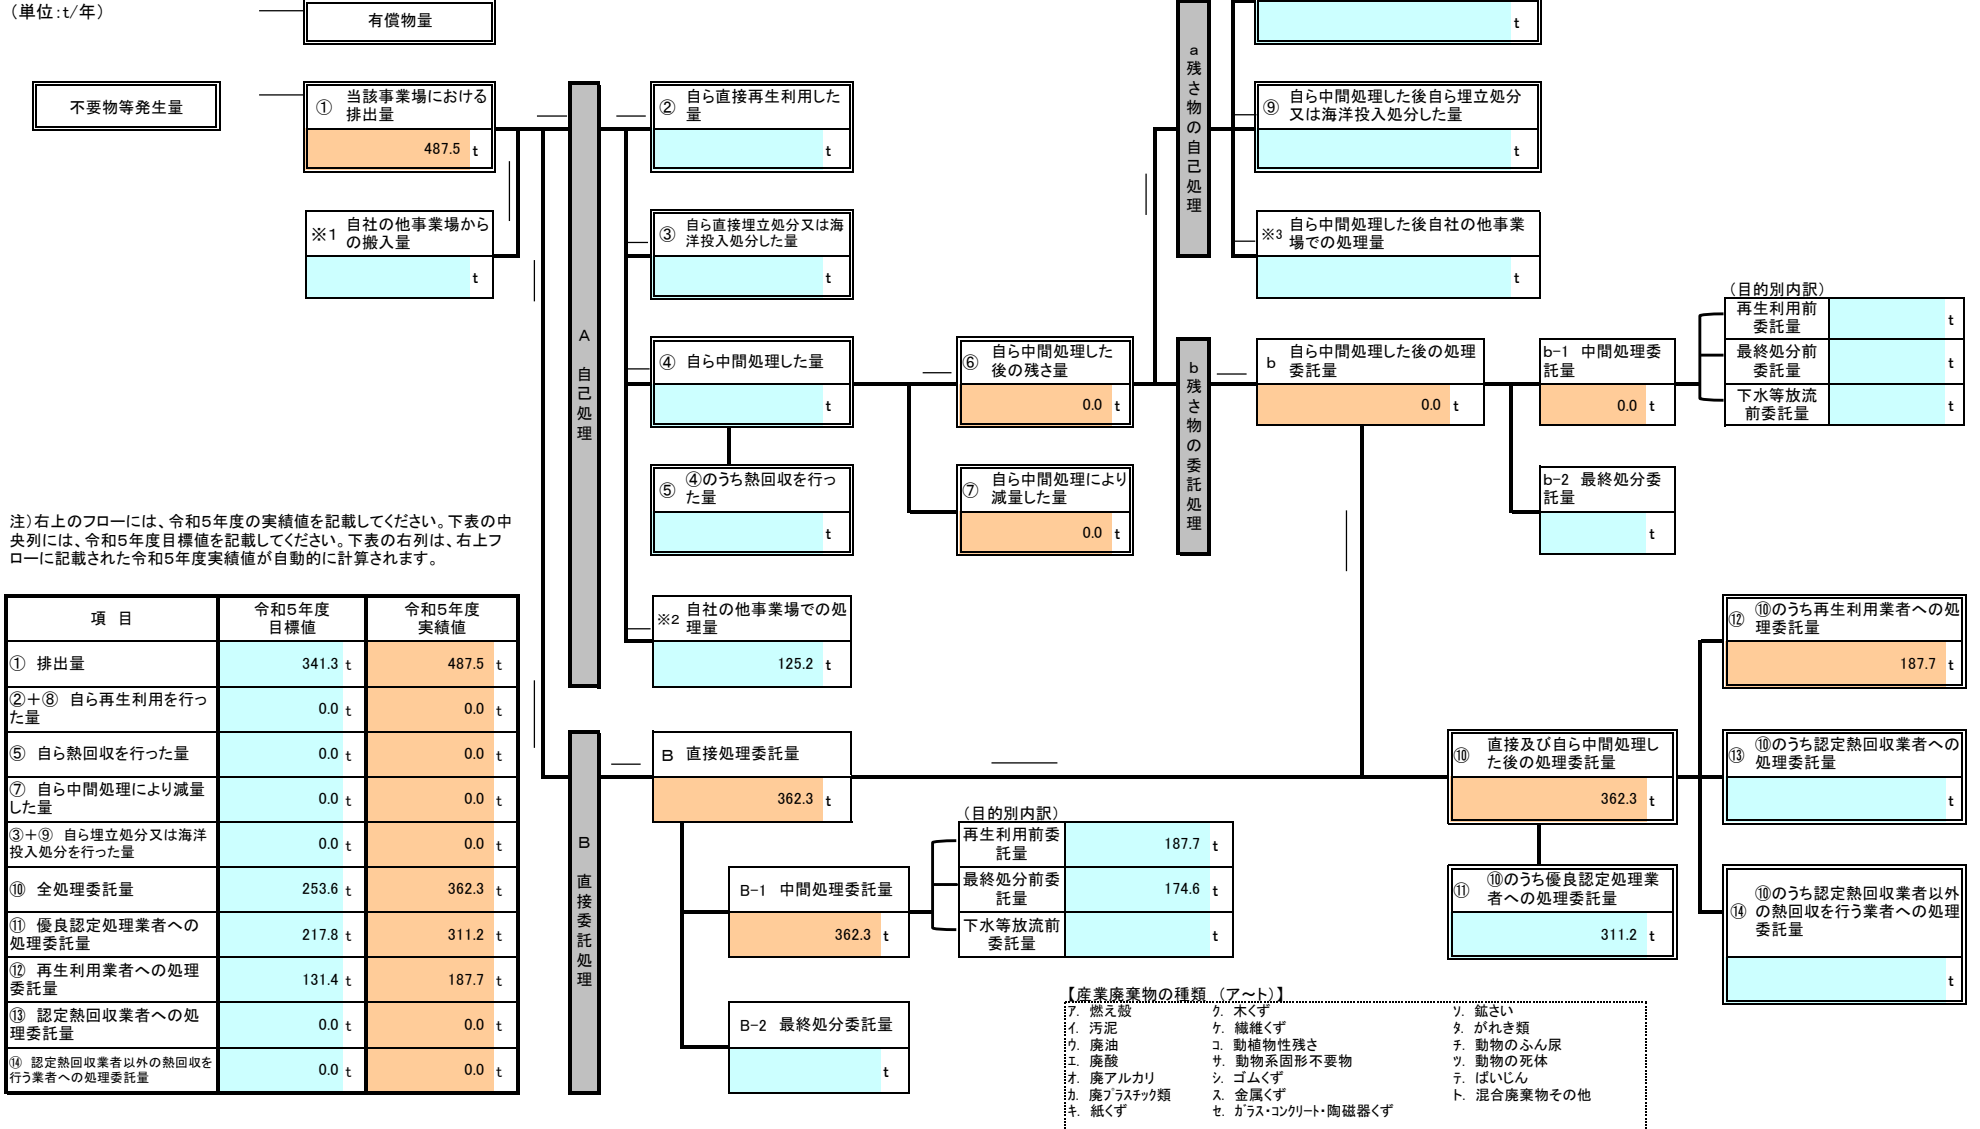 （単位：t/年）
有償物量
t
不要物等発生量
① 当該事業場における
排出量
487.5 t
※1 自社の他事業場から
の搬入量
t
A 自己処理
② 自ら直接再生利用した
量
t
③ 自ら直接埋立処分又は海
洋投入処分した量
t
④ 自ら中間処理した量
t
⑤ ④のうち熱回収を行っ
た量
t
※2 自社の他事業場での処
理量
125.2 t
⑥ 自ら中間処理した
後の残さ量
0.0 t
⑦ 自ら中間処理により
減量した量
0.0 t
a 残さ物の自己処理
⑨ 自ら中間処理した後自ら埋立処分
又は海洋投入処分した量
t
※3 自ら中間処理した後自社の他事業
場での処理量
t
b 残さ物の委託処理
b 自ら中間処理した後の処理
委託量
0.0 t
b-1 中間処理委
託量
0.0 t
b-2 最終処分委
託量
t
（目的別内訳）
再生利用前
委託量
t
最終処分前
委託量
t
下水等放流
前委託量
t
注）右上のフローには、令和5年度の実績値を記載してください。下表の中
央列には、令和5年度目標値を記載してください。下表の右列は、右上フ
ローに記載された令和5年度実績値が自動的に計算されます。
項 目
令和5年度
目標値
令和5年度
実績値
① 排出量 341.3 t 487.5 t
②＋⑧ 自ら再生利用を行っ
た量
0.0 t 0.0 t
⑤ 自ら熱回収を行った量 0.0 t 0.0 t
⑦ 自ら中間処理により減量
した量
0.0 t 0.0 t
③＋⑨ 自ら埋立処分又は海洋
投入処分を行った量
0.0 t 0.0 t
⑩ 全処理委託量 253.6 t 362.3 t
⑪ 優良認定処理業者への
処理委託量
217.8 t 311.2 t
⑫ 再生利用業者への処理
委託量
131.4 t 187.7 t
⑬ 認定熱回収業者への処
理委託量
0.0 t 0.0 t
⑭ 認定熱回収業者以外の熱回収を
行う業者への処理委託量
0.0 t 0.0 t
B 直接委託処理
B 直接処理委託量
362.3 t
B-1 中間処理委託量
362.3 t
B-2 最終処分委託量
t
（目的別内訳）
再生利用前委
託量
187.7 t
最終処分前委
託量
174.6 t
下水等放流前
委託量
t
⑩ 直接及び自ら中間処理し
た後の処理委託量
362.3 t
⑪ ⑩のうち優良認定処理業
者への処理委託量
311.2 t
⑫ ⑩のうち再生利用業者への処
理委託量
187.7 t
⑬ ⑩のうち認定熱回収業者への
処理委託量
t
⑭ ⑩のうち認定熱回収業者以外
の熱回収を行う業者への処理
委託量
t
【産業廃棄物の種類 （ア～ト）】
ア. 燃え殻
イ. 汚泥
ウ. 廃油
エ. 廃酸
オ. 廃アルカリ
カ. 廃プラスチック類
キ. 紙くず
ク. 木くず
ケ. 繊維くず
コ. 動植物性残さ
サ. 動物系固形不要物
シ. ゴムくず
ス. 金属くず
セ. ガラス・コンクリート・陶磁器くず
ソ. 鉱さい
タ. がれき類
チ. 動物のふん尿
ツ. 動物の死体
テ. ばいじん
ト. 混合廃棄物その他